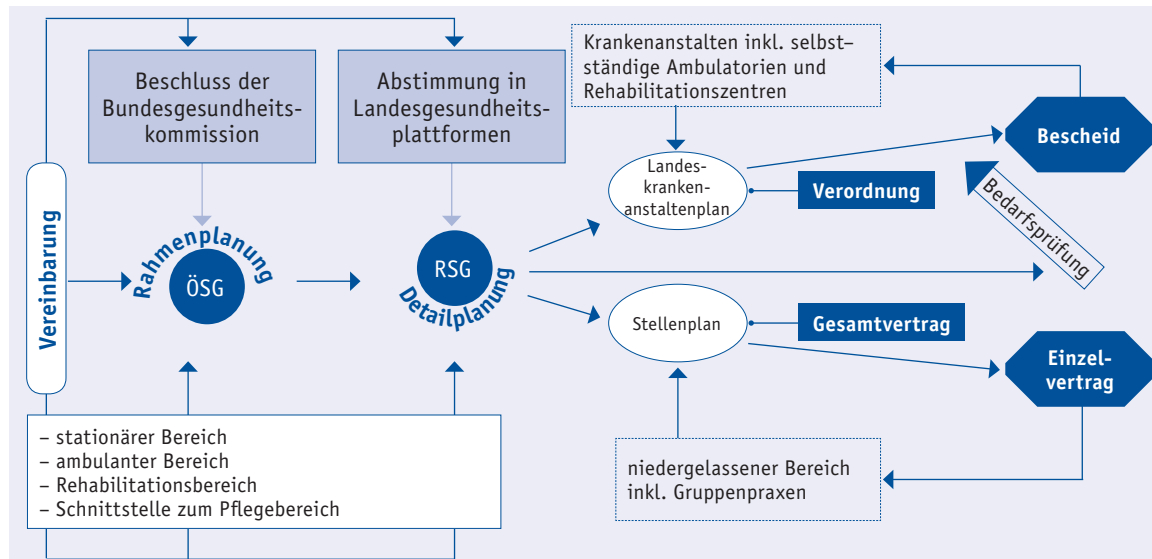 Beschluss der
Bundesgesundheits-
kommission
Abstimmung in
Landesgesundheits-
plattformen
Krankenanstalten inkl. selbst-
ständige Ambulatorien und
Rehabilitationszentren
Bescheid
Vereinbarung
Rahmenplanung
ÖSG
RSG
Detailplanung
Landes-
kranken-
anstaltenplan
Verordnung
Bedarfsprüfung
Stellenplan
Gesamtvertrag
Einzel-
vertrag
– stationärer Bereich
– ambulanter Bereich
– Rehabilitationsbereich
– Schnittstelle zum Pflegebereich
niedergelassener Bereich
inkl. Gruppenpraxen